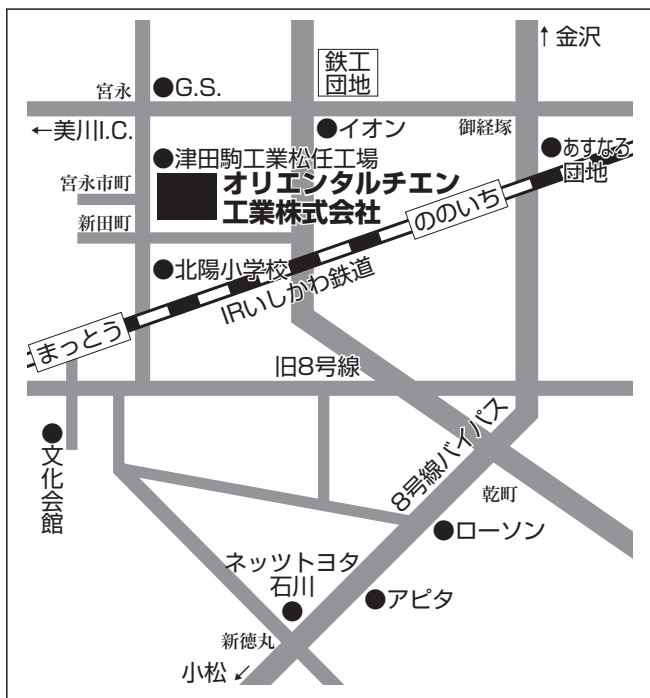 ↑金沢
鉄工
団地
宮永
●G.S.
←美川I.C.
●イオン
御経塚
●津田駒工業松任工場
●あすなろ
団地
宮永市町
オリエンタルチエン
工業株式会社
ののいち
新田町
●北陽小学校
IRいしかわ鉄道
まっとう
旧8号線
8号線バイパス
●文化会館
乾町
●ローソン
ネッツトヨタ
石川
●アピタ
新徳丸
小松↙